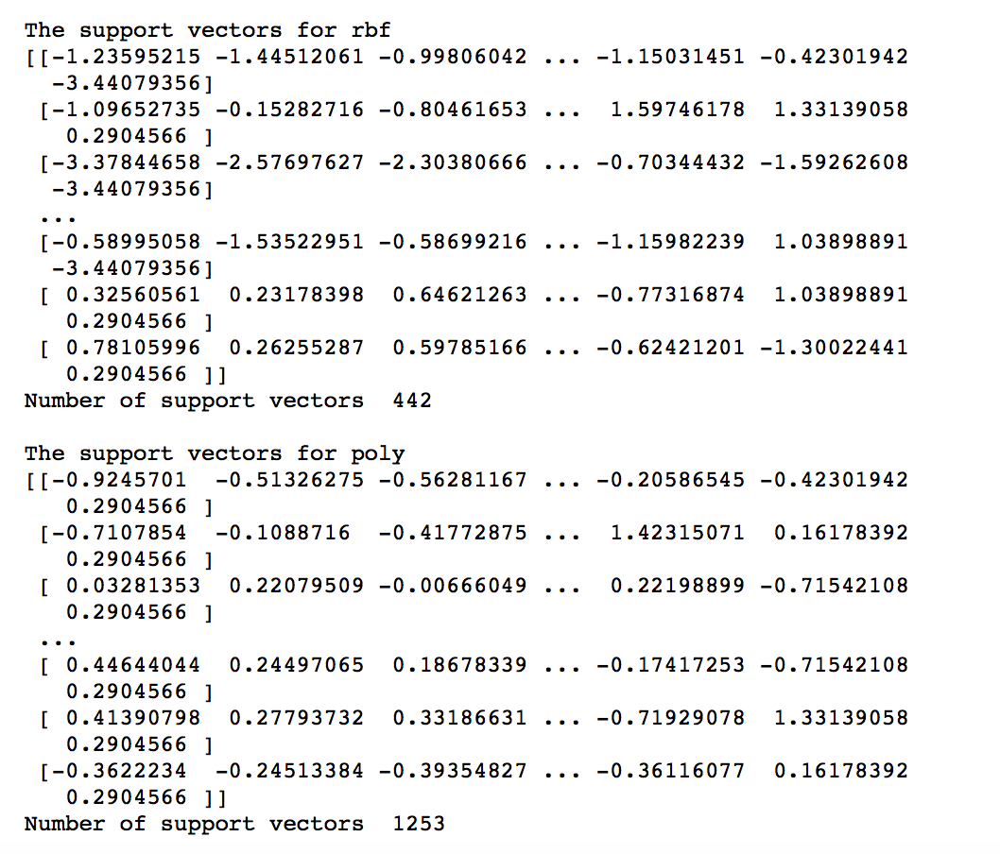 The support vectors for rbf
[[-1.23595215 -1.44512061 -0.99806042 ... -1.15031451 -0.42301942
  -3.44079356]
 [-1.09652735 -0.15282716 -0.80461653 ...  1.59746178  1.33139058
   0.2904566 ]
 [-3.37844658 -2.57697627 -2.30380666 ... -0.70344432 -1.59262608
  -3.44079356]
 ...
 [-0.58995058 -1.53522951 -0.58699216 ... -1.15982239  1.03898891
  -3.44079356]
 [ 0.32560561  0.23178398  0.64621263 ... -0.77316874  1.03898891
   0.2904566 ]
 [ 0.78105996  0.26255287  0.59785166 ... -0.62421201 -1.30022441
   0.2904566 ]]
Number of support vectors  442

The support vectors for poly
[[-0.9245701  -0.51326275 -0.56281167 ... -0.20586545 -0.42301942
   0.2904566 ]
 [-0.7107854  -0.1088716  -0.41772875 ...  1.42315071  0.16178392
   0.2904566 ]
 [ 0.03281353  0.22079509 -0.00666049 ...  0.22198899 -0.71542108
   0.2904566 ]
 ...
 [ 0.44644044  0.24497065  0.18678339 ... -0.17417253 -0.71542108
   0.2904566 ]
 [ 0.41390798  0.27793732  0.33186631 ... -0.71929078  1.33139058
   0.2904566 ]
 [-0.3622234  -0.24513384 -0.39354827 ... -0.36116077  0.16178392
   0.2904566 ]]
Number of support vectors  1253